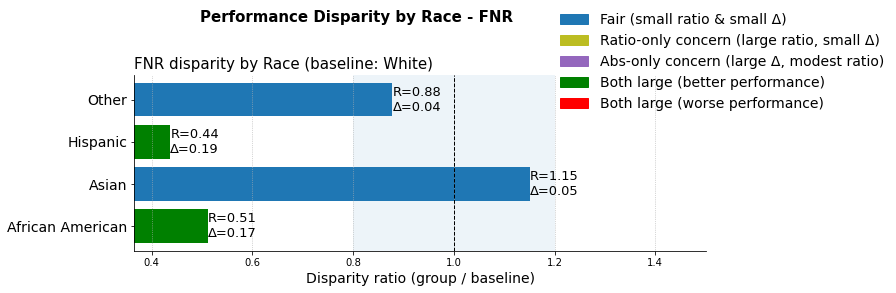 Performance Disparity by Race - FNR
Fair (small ratio & small Δ)
Ratio-only concern (large ratio, small Δ)
Abs-only concern (large Δ, modest ratio)
Both large (better performance)
Both large (worse performance)
FNR disparity by Race (baseline: White)
Other
R=0.88
Δ=0.04
Hispanic
R=0.44
Δ=0.19
Asian
R=1.15
Δ=0.05
African American
R=0.51
Δ=0.17
0.4 0.6 0.8 1.0 1.2 1.4
Disparity ratio (group / baseline)